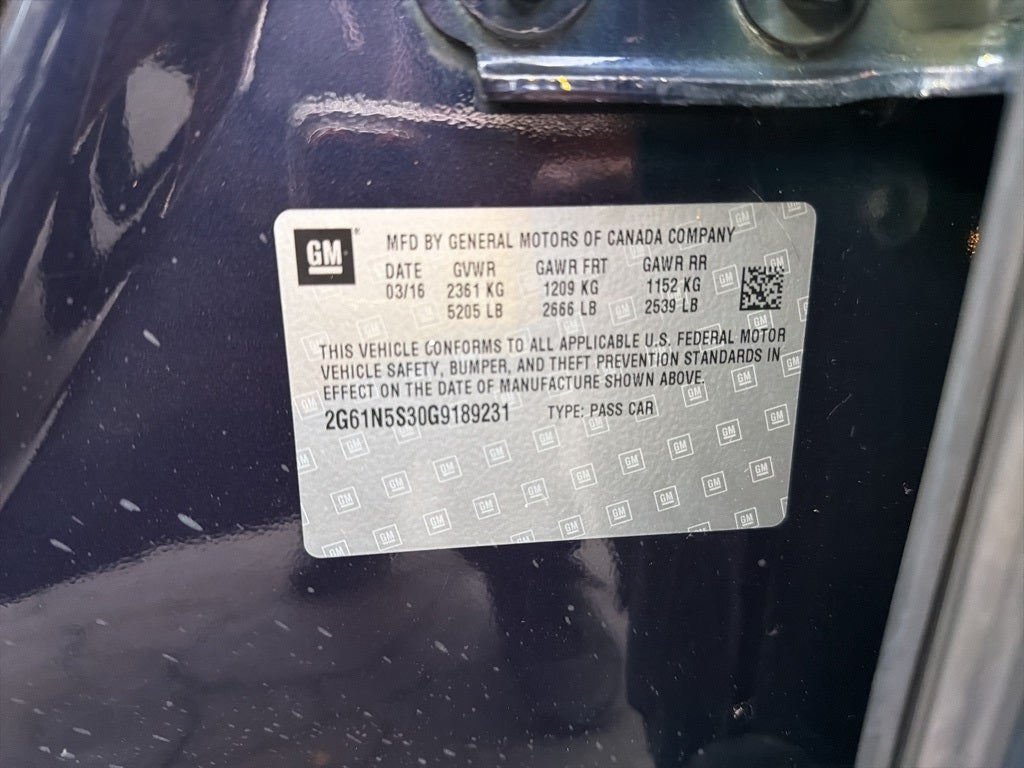 GM
MFD BY GENERAL MOTORS OF CANADA COMPANY
DATE GVWR GAWR FRT GAWR RR
03/16 2361 KG 1209 KG 1152 KG
5205 LB 2666 LB 2539 LB
THIS VEHICLE CONFORMS TO ALL APPLICABLE U.S. FEDERAL MOTOR
VEHICLE SAFETY, BUMPER, AND THEFT PREVENTION STANDARDS IN
EFFECT ON THE DATE OF MANUFACTURE SHOWN ABOVE.
2G61N5S30G9189231 TYPE: PASS CAR